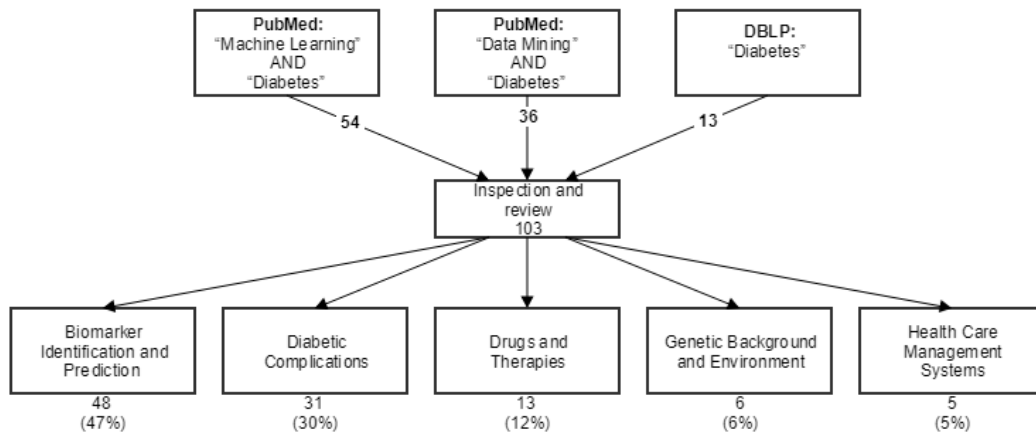 PubMed:
“Machine Learning”
AND
“Diabetes”
PubMed:
“Data Mining”
AND
“Diabetes”
DBLP:
“Diabetes”
54
36
13
Inspection and
review
103
Biomarker
Identification and
Prediction
Diabetic
Complications
Drugs and
Therapies
Genetic Background
and Environment
Health Care
Management
Systems
48
(47%)
31
(30%)
13
(12%)
6
(6%)
5
(5%)